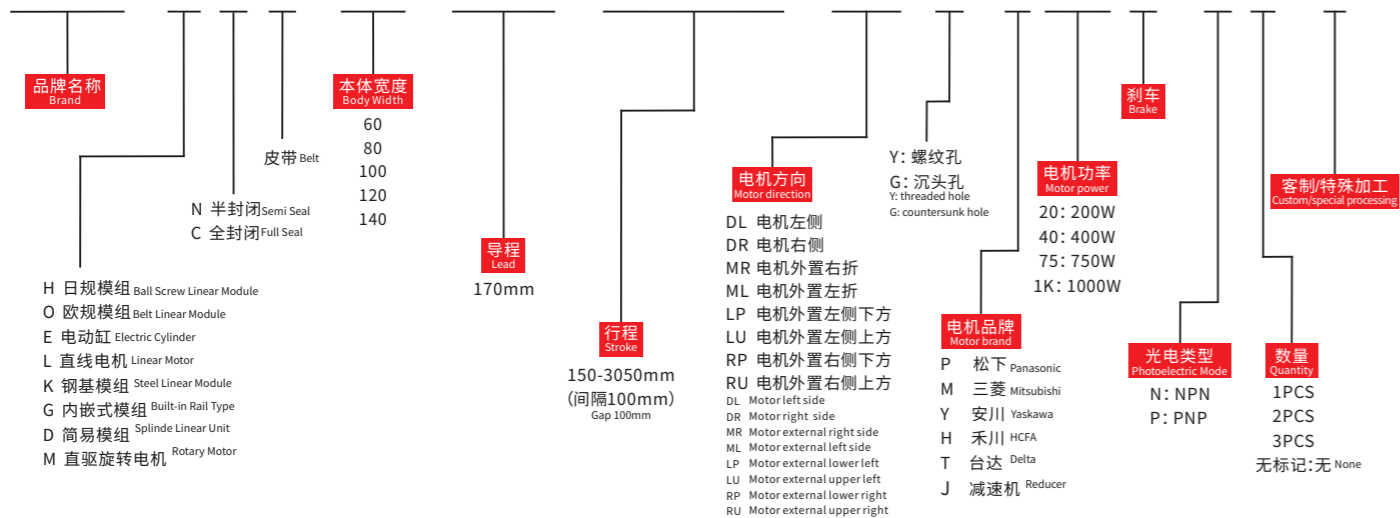 品牌名称
Brand
H 日规模组 Ball Screw Linear Module
O 欧规模组 Belt Linear Module
E 电动缸 Electric Cylinder
L 直线电机 Linear Motor
K 钢基模组 Steel Linear Module
G 内嵌式模组 Built-in Rail Type
D 简易模组 Splinde Linear Unit
M 直驱旋转电机 Rotary Motor
N 半封闭 Semi Seal
C 全封闭 Full Seal
皮带 Belt
本体宽度
Body Width
60
80
100
120
140
导程
Lead
170mm
行程
Stroke
150-3050mm
(间隔100mm)
Gap 100mm
电机方向
Motor direction
DL 电机左侧
DR 电机右侧
MR 电机外置右折
ML 电机外置左折
LP 电机外置左侧下方
LU 电机外置左侧上方
RP 电机外置右侧下方
RU 电机外置右侧上方
DL Motor left side
DR Motor right side
MR Motor external right side
ML Motor external left side
LP Motor external lower left
LU Motor external upper left
RP Motor external lower right
RU Motor external upper right
Y: 螺纹孔
G: 沉头孔
Y: threaded hole
G: countersunk hole
电机品牌
Motor brand
P 松下 Panasonic
M 三菱 Mitsubishi
Y 安川 Yaskawa
H 禾川 HCFA
T 台达 Delta
J 减速机 Reducer
电机功率
Motor power
20: 200W
40: 400W
75: 750W
1K: 1000W
刹车
Brake
光电类型
Photoelectric Mode
N: NPN
P: PNP
数量
Quantity
1PCS
2PCS
3PCS
无标记:无 None
客制/特殊加工
Custom/special processing